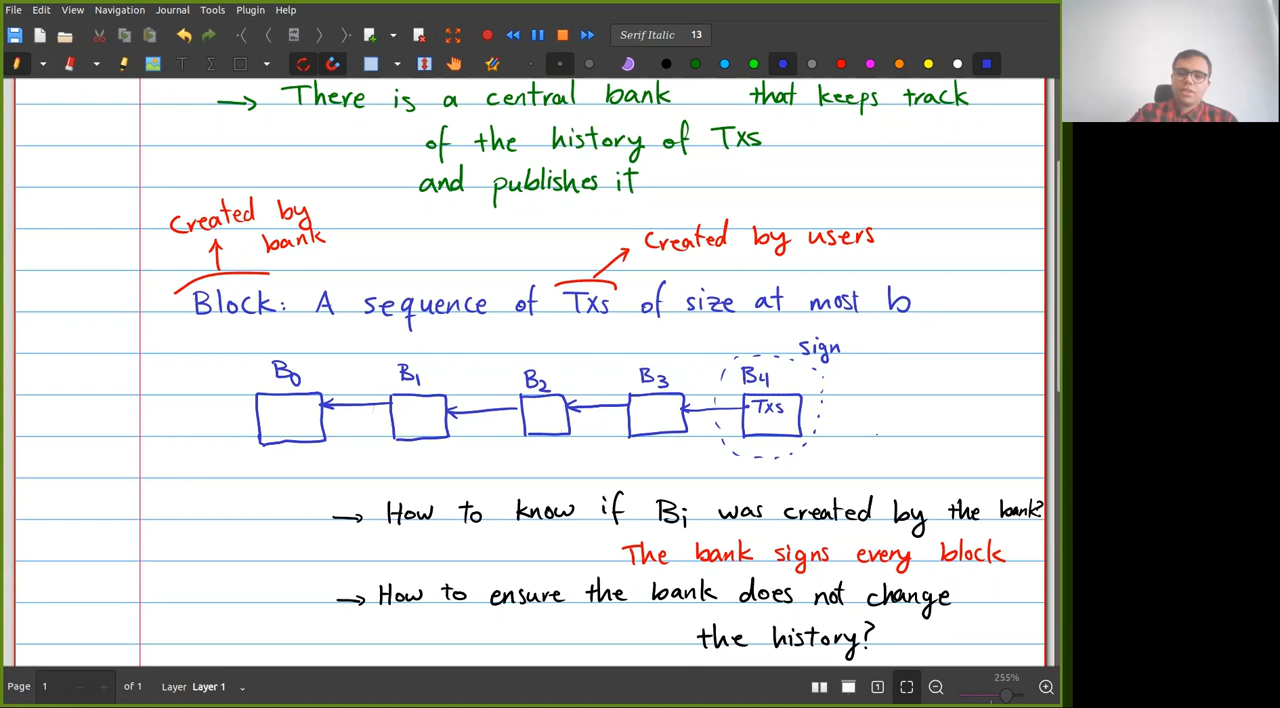 File Edit View Navigation Journal Tools Plugin Help
Serif Italic 13
→ There is a central bank that keeps track
of the history of Txs
and publishes it
Created by
bank
Created by users
Block: A sequence of Txs of size at most b
sign
B0 B1 B2 B3 B4
Txs
→ How to know if Bi was created by the bank?
The bank signs every block
→ How to ensure the bank does not change
the history?
Page 1 of 1 Layer Layer 1 255%